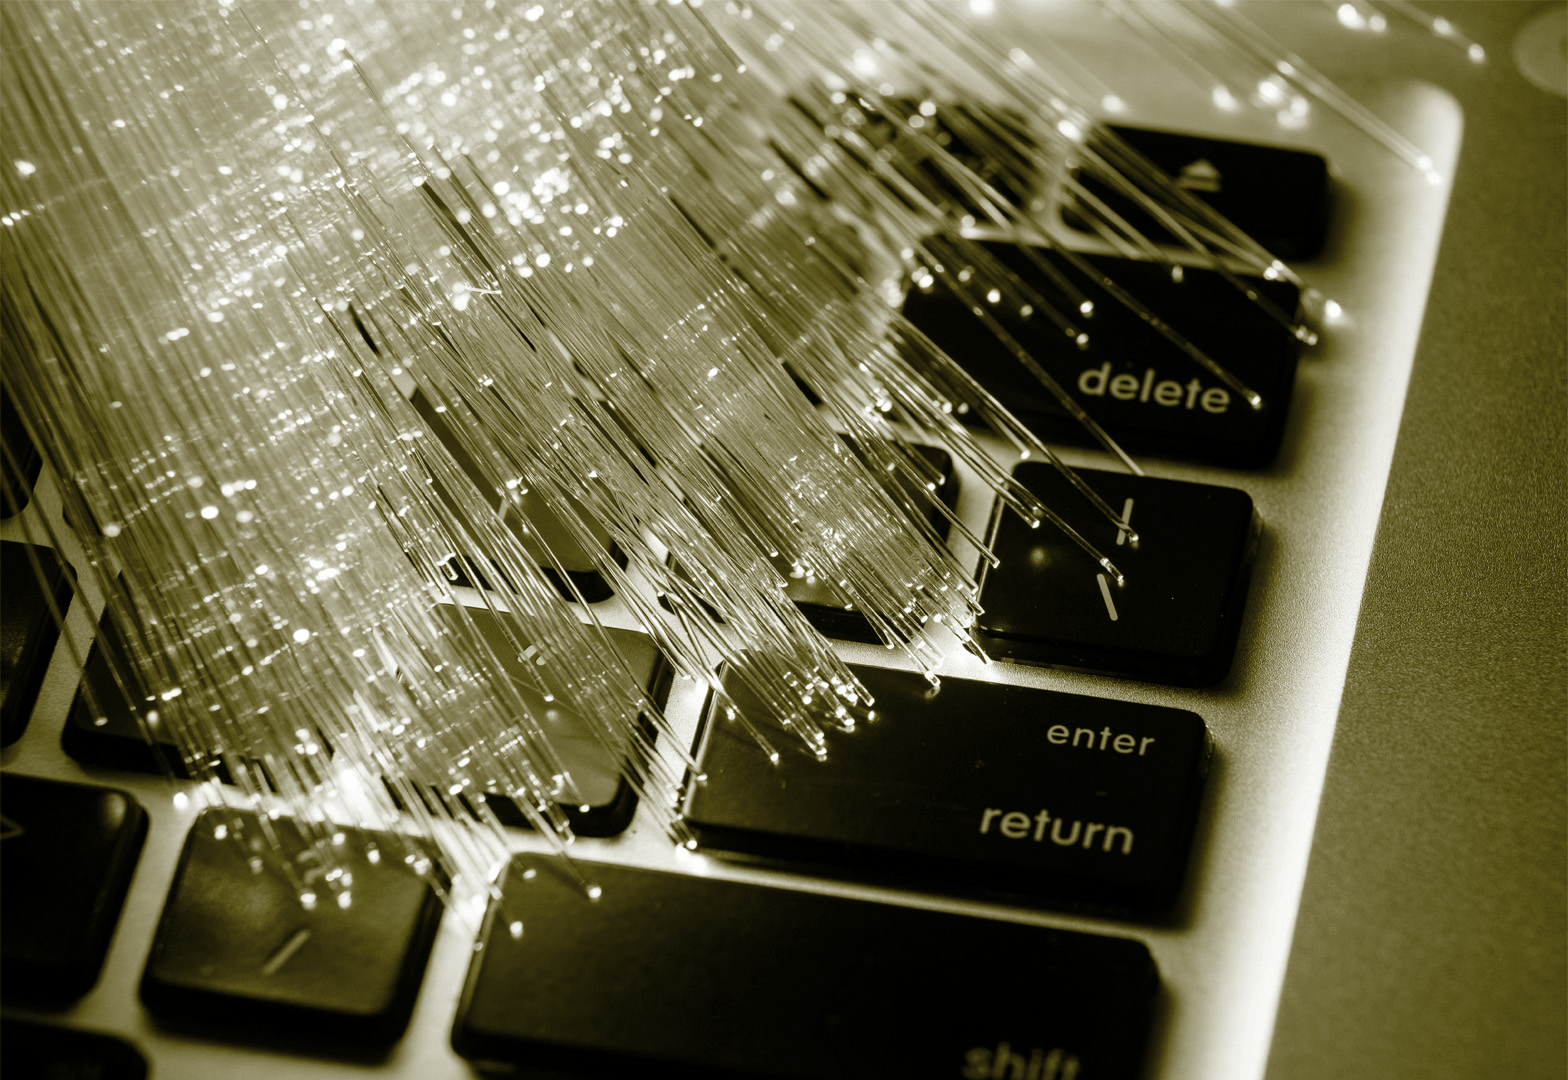 delete
|
\
enter
return
/
shift